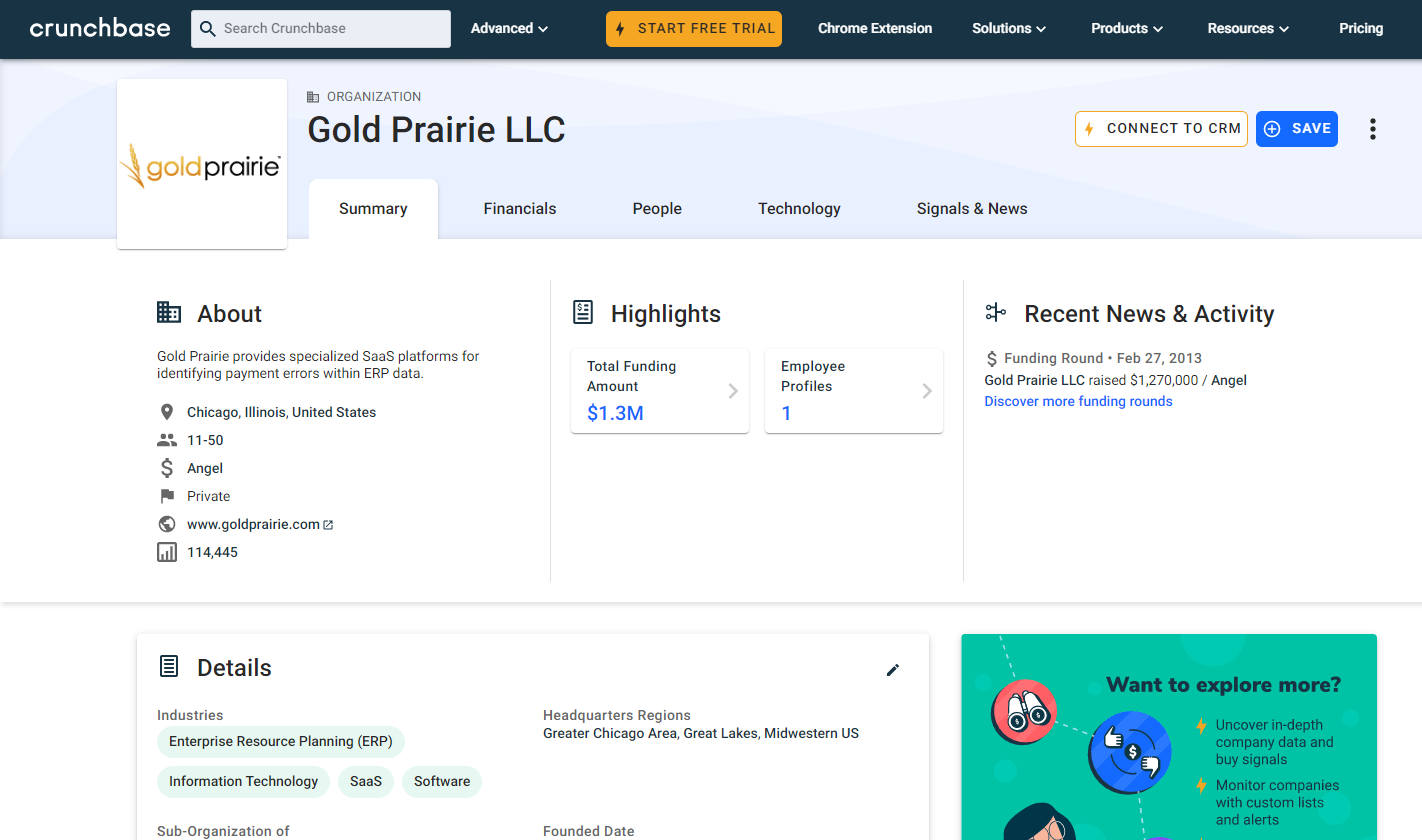 crunchbase
Search Crunchbase
Advanced
START FREE TRIAL
Chrome Extension
Solutions
Products
Resources
Pricing
goldprairie
ORGANIZATION
Gold Prairie LLC
CONNECT TO CRM
SAVE
Summary
Financials
People
Technology
Signals & News
About
Gold Prairie provides specialized SaaS platforms for
identifying payment errors within ERP data.
Chicago, Illinois, United States
11-50
Angel
Private
www.goldprairie.com
114,445
Highlights
Total Funding
Amount
$1.3M
Employee
Profiles
1
Recent News & Activity
Funding Round • Feb 27, 2013
Gold Prairie LLC raised $1,270,000 / Angel
Discover more funding rounds
Details
Industries
Enterprise Resource Planning (ERP)
Information Technology
SaaS
Software
Headquarters Regions
Greater Chicago Area, Great Lakes, Midwestern US
Sub-Organization of
Founded Date
Want to explore more?
Uncover in-depth
company data and
buy signals
Monitor companies
with custom lists
and alerts